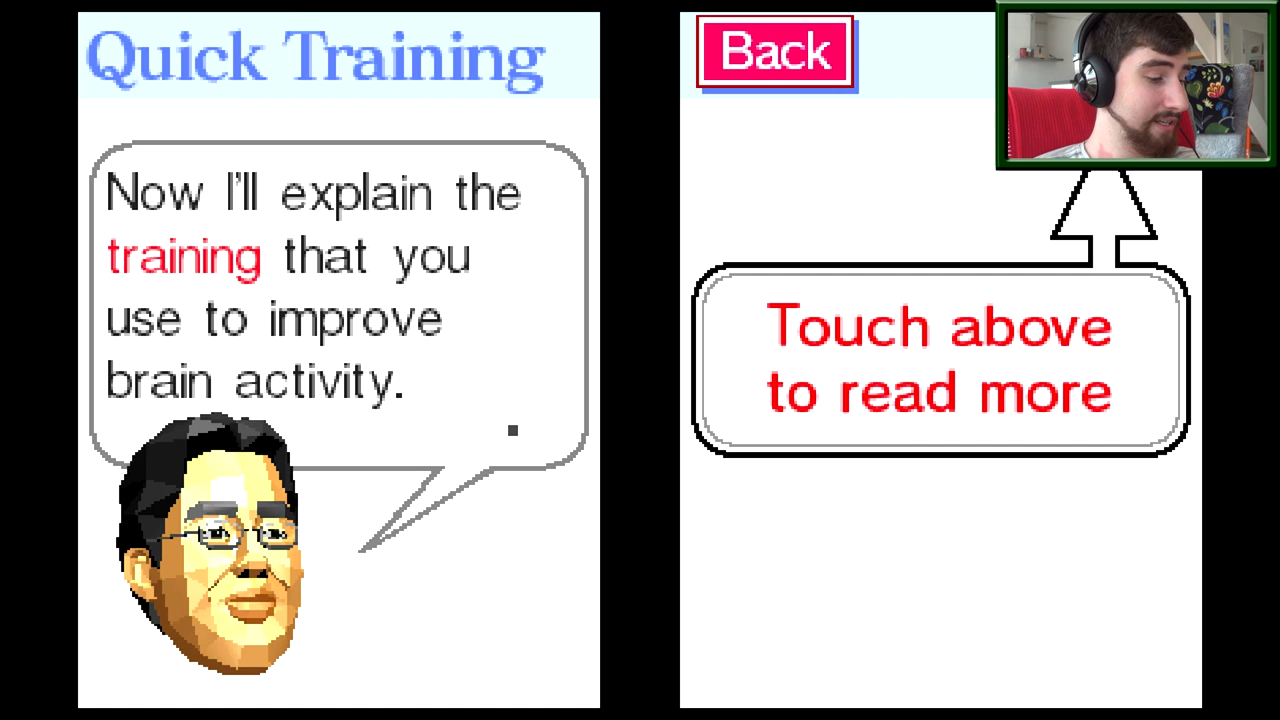 Quick Training
Now I'll explain the
training that you
use to improve
brain activity.
Back
Touch above
to read more